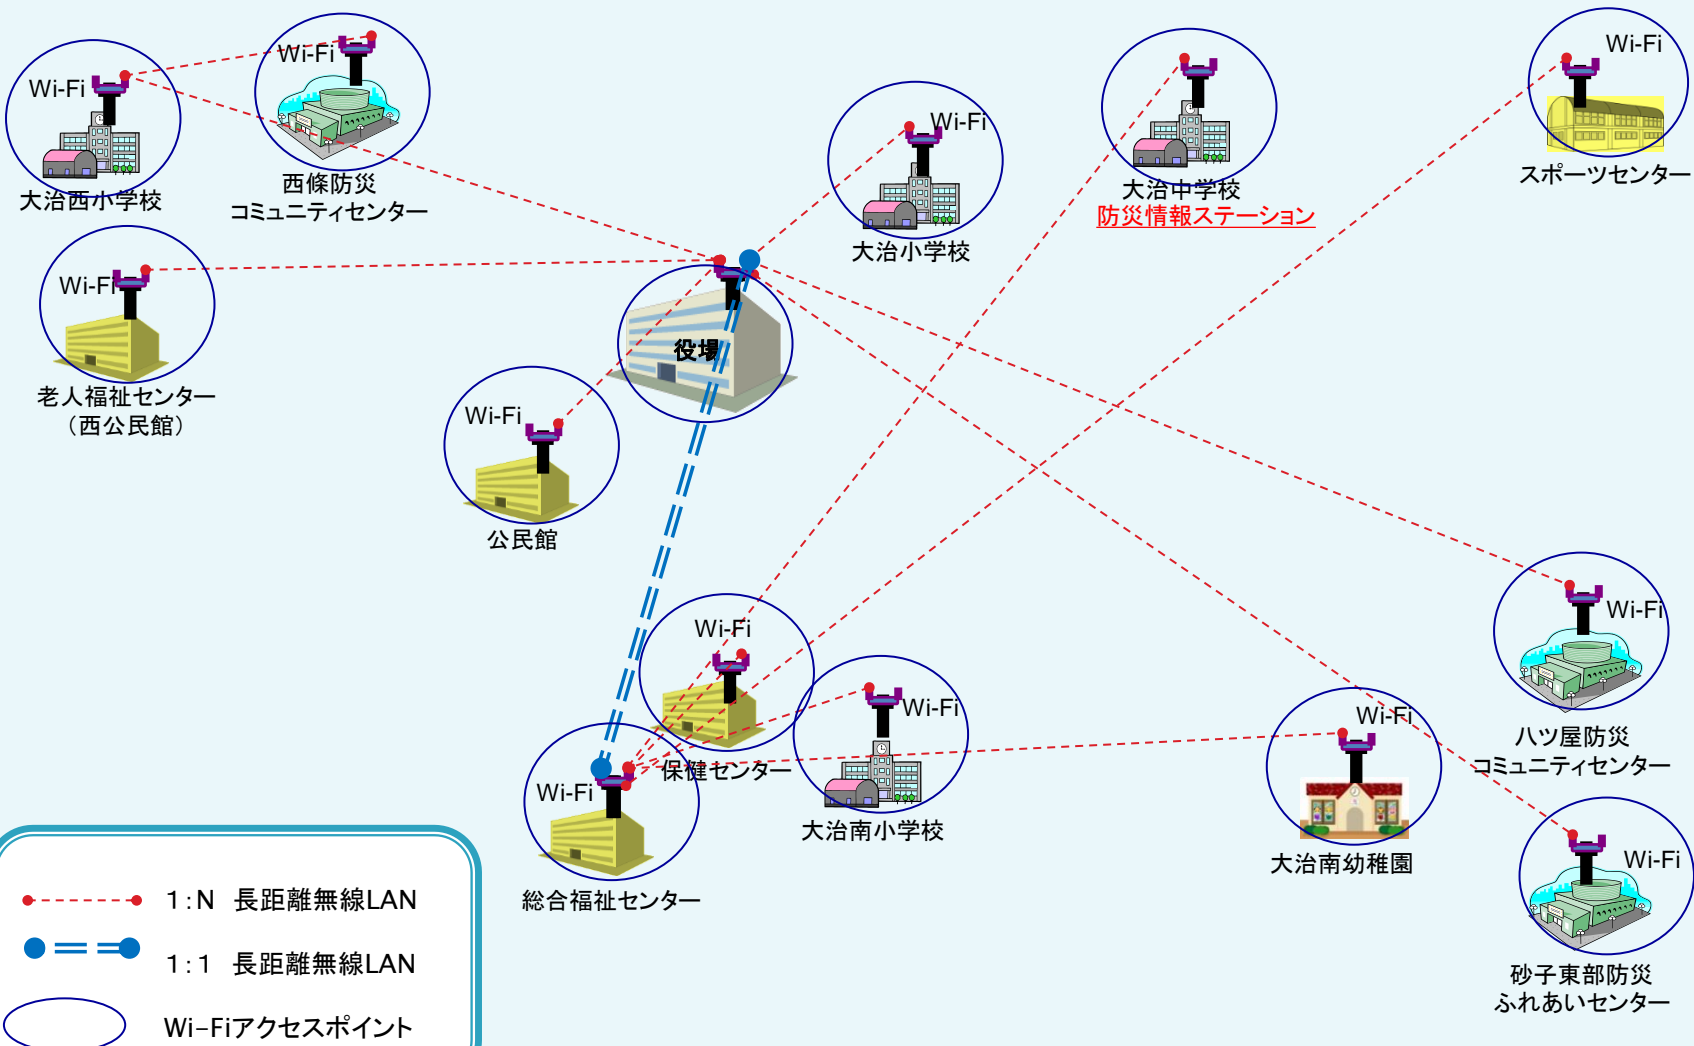 Wi-Fi
大治西小学校
Wi-Fi
西條防災
コミュニティセンター
Wi-Fi
大治小学校
大治中学校
防災情報ステーション
Wi-Fi
スポーツセンター
Wi-Fi
老人福祉センター
（西公民館）
役場
Wi-Fi
公民館
Wi-Fi
保健センター
Wi-Fi
大治南小学校
Wi-Fi
総合福祉センター
Wi-Fi
大治南幼稚園
Wi-Fi
八ツ屋防災
コミュニティセンター
Wi-Fi
砂子東部防災
ふれあいセンター
1:N 長距離無線LAN
1:1 長距離無線LAN
Wi-Fiアクセスポイント